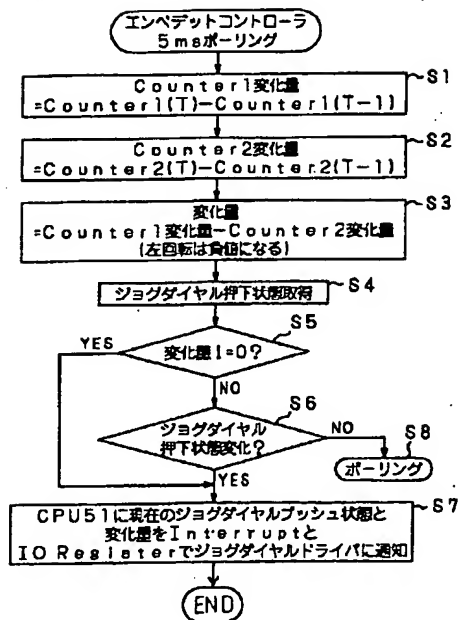 エンベデットコントローラ
5msポーリング
S1
Counter1変化量
=Counter1(T)-Counter1(T-1)
S2
Counter2変化量
=Counter2(T)-Counter2(T-1)
S3
変化量
=Counter1変化量-Counter2変化量
(左回転は負値になる)
S4
ジョグダイヤル押下状態取得
S5
変化量!=0?
YES
NO
S6
ジョグダイヤル
押下状態変化?
NO
YES
S8
ポーリング
S7
CPU51に現在のジョグダイヤルプッシュ状態と
変化量をInterruptと
IO Registerでジョグダイヤルドライバに通知
END